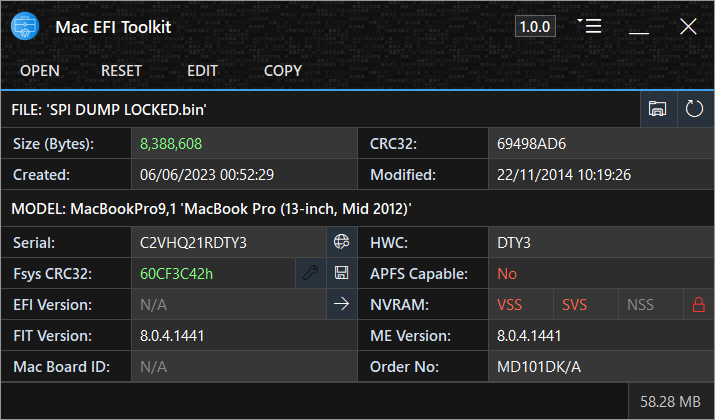 Mac EFI Toolkit 1.0.0
OPEN RESET EDIT COPY
FILE: 'SPI DUMP LOCKED.bin'
Size (Bytes): 8,388,608 CRC32: 69498AD6
Created: 06/06/2023 00:52:29 Modified: 22/11/2014 10:19:26
MODEL: MacBookPro9,1 'MacBook Pro (13-inch, Mid 2012)'
Serial: C2VHQ21RDTY3 HWC: DTY3
Fsys CRC32: 60CF3C42h APFS Capable: No
EFI Version: N/A NVRAM: VSS SVS NSS
FIT Version: 8.0.4.1441 ME Version: 8.0.4.1441
Mac Board ID: N/A Order No: MD101DK/A
58.28 MB